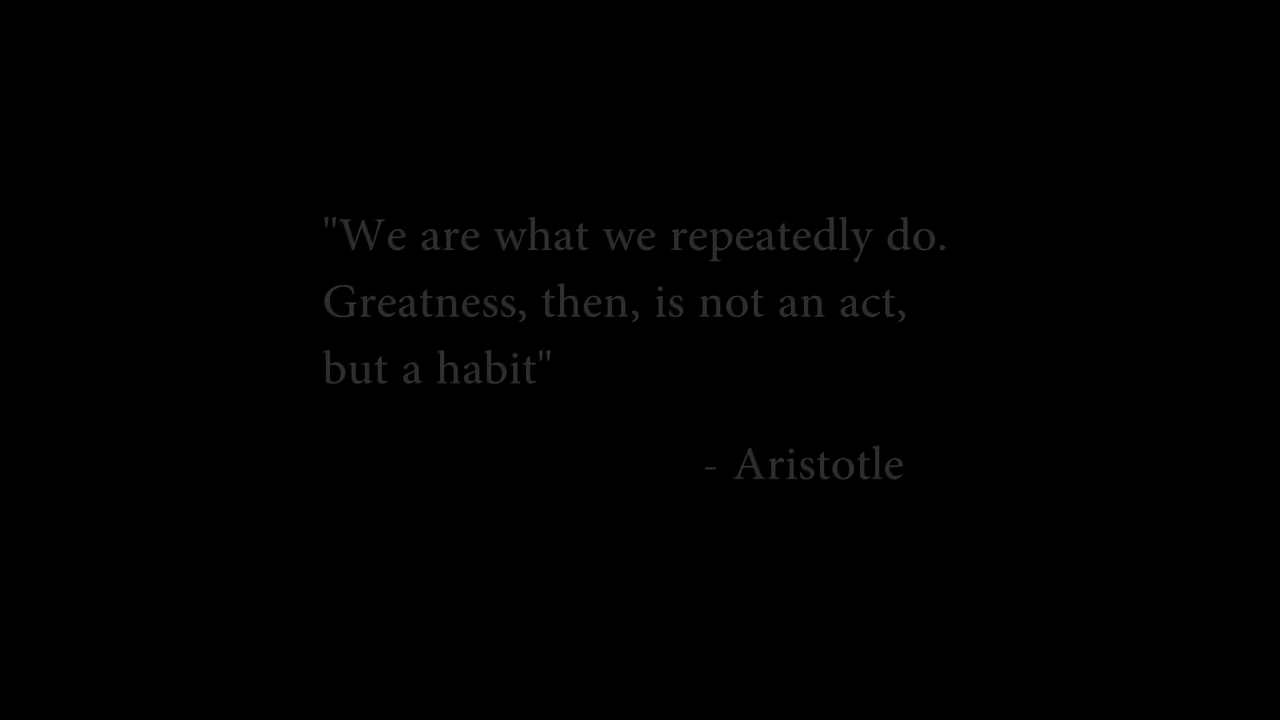 "We are what we repeatedly do.
Greatness, then, is not an act,
but a habit"
- Aristotle